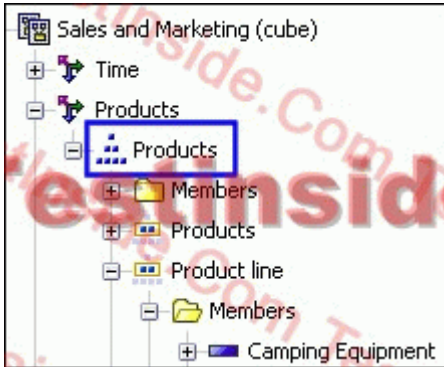 Sales and Marketing (cube)
Time
Products
Products
Members
Products
Product line
Members
Camping Equipment